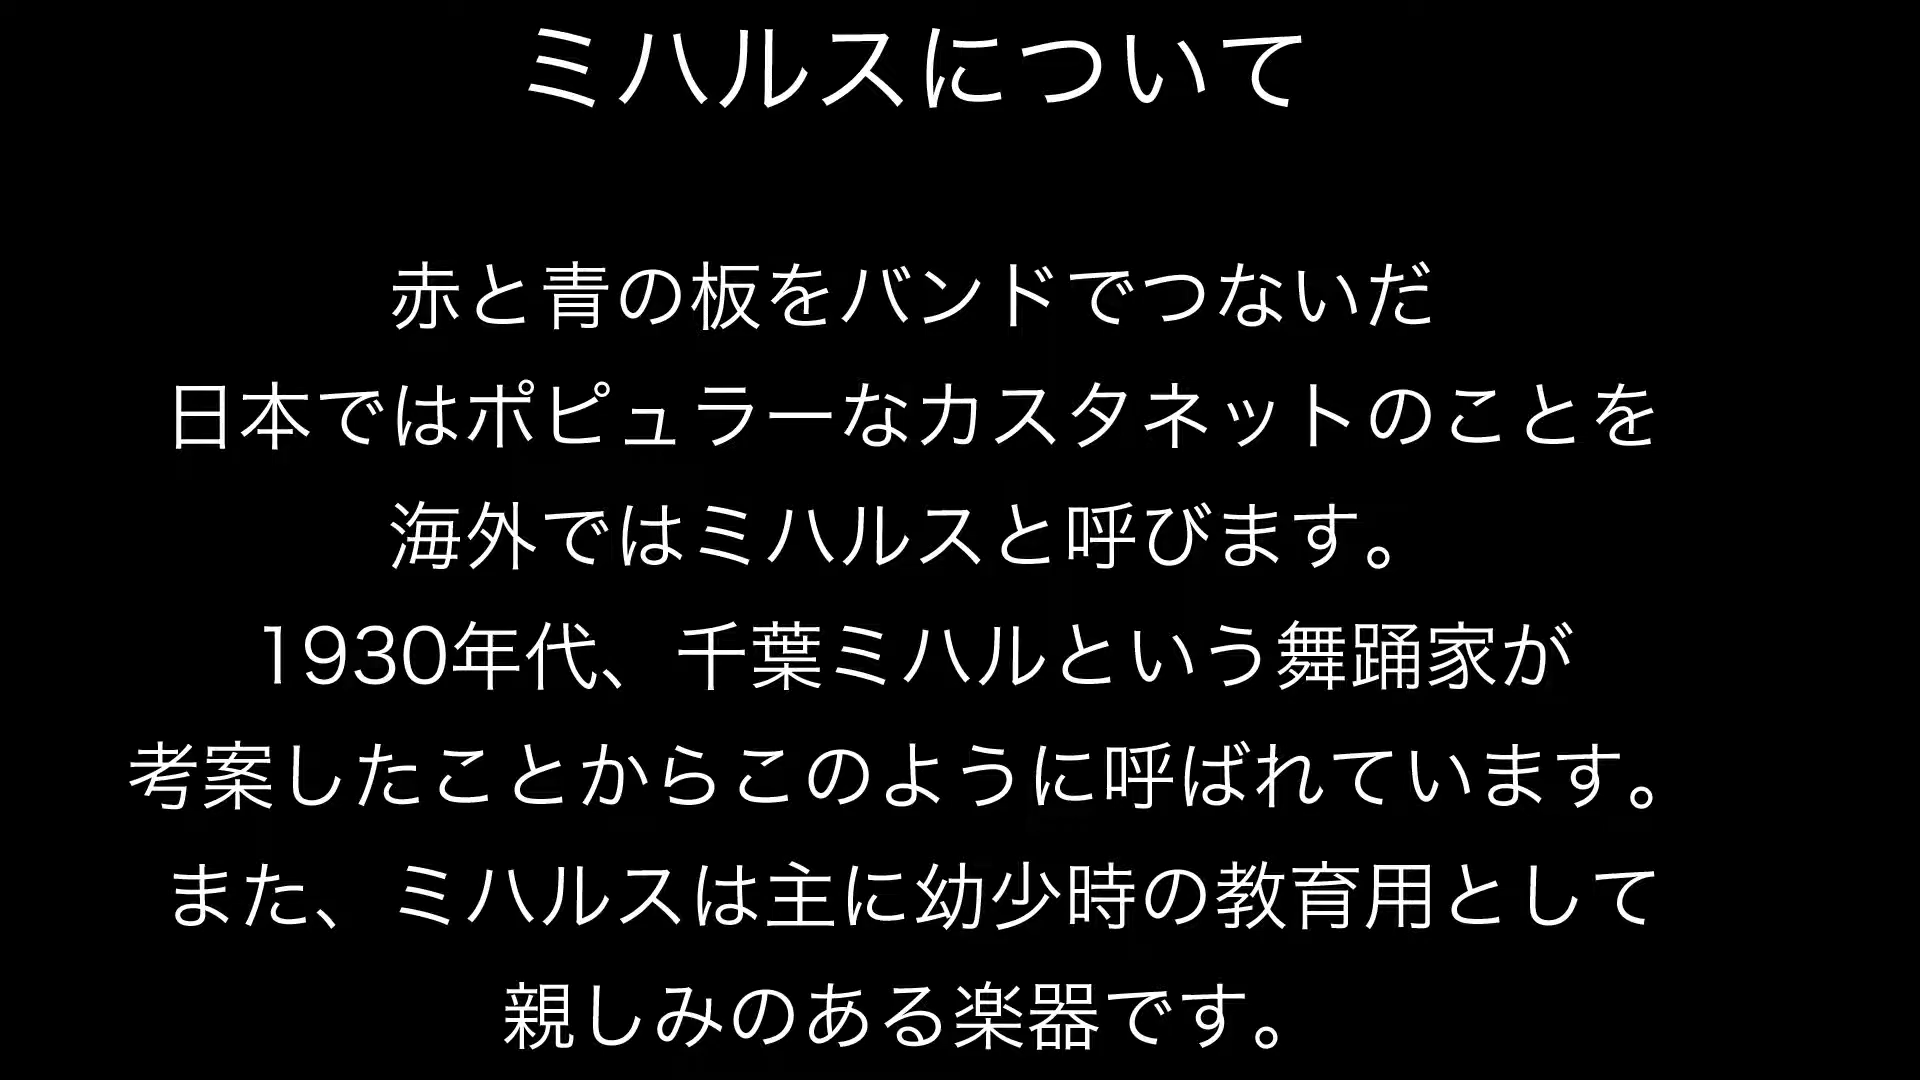 ミハルスについて
赤と青の板をバンドでつないだ
日本ではポピュラーなカスタネットのことを
海外ではミハルスと呼びます。
1930年代、千葉ミハルという舞踊家が
考案したことからこのように呼ばれています。
また、ミハルスは主に幼少時の教育用として
親しみのある楽器です。